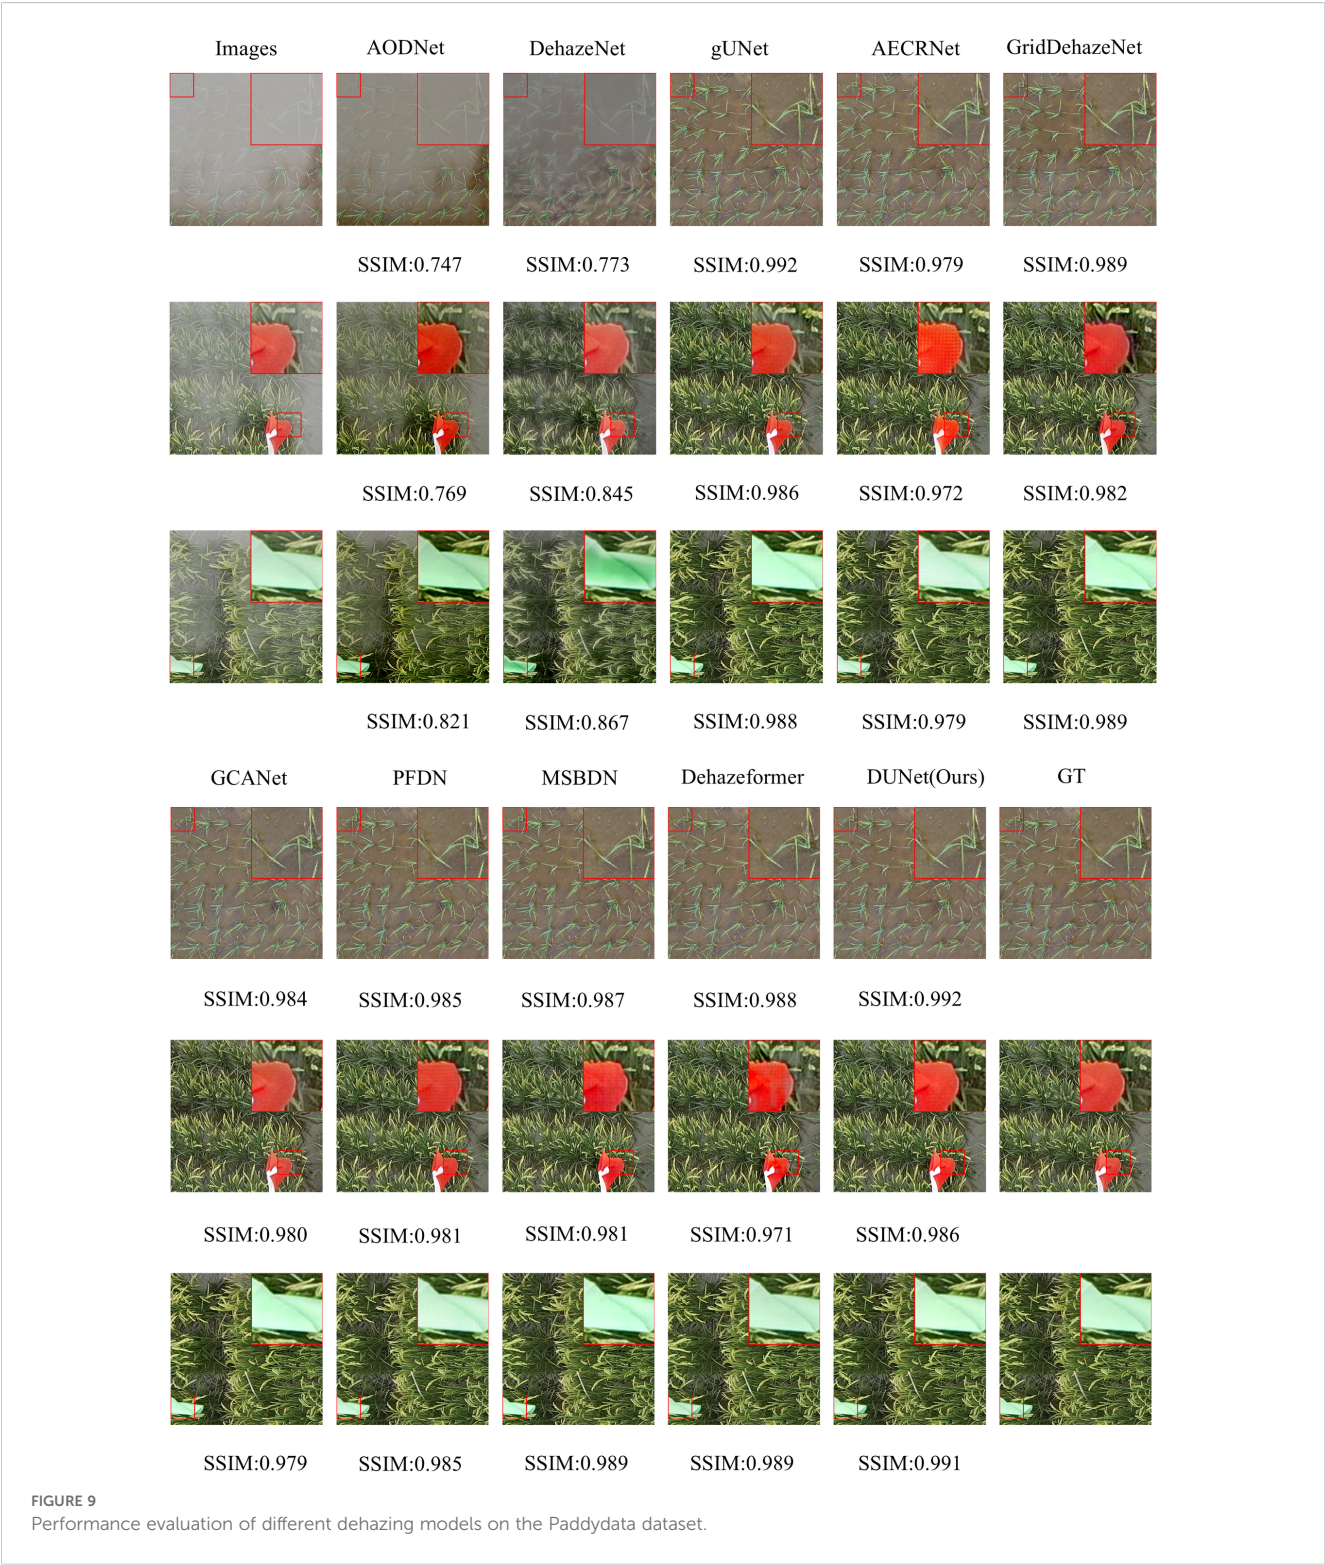 Images AODNet DehazeNet gUNet AECRNet GridDehazeNet
SSIM:0.747 SSIM:0.773 SSIM:0.992 SSIM:0.979 SSIM:0.989
SSIM:0.769 SSIM:0.845 SSIM:0.986 SSIM:0.972 SSIM:0.982
SSIM:0.821 SSIM:0.867 SSIM:0.988 SSIM:0.979 SSIM:0.989
GCANet PFDN MSBDN Dehazeformer DUNet(Ours) GT
SSIM:0.984 SSIM:0.985 SSIM:0.987 SSIM:0.988 SSIM:0.992
SSIM:0.980 SSIM:0.981 SSIM:0.981 SSIM:0.971 SSIM:0.986
SSIM:0.979 SSIM:0.985 SSIM:0.989 SSIM:0.989 SSIM:0.991
FIGURE 9
Performance evaluation of different dehazing models on the Paddydata dataset.